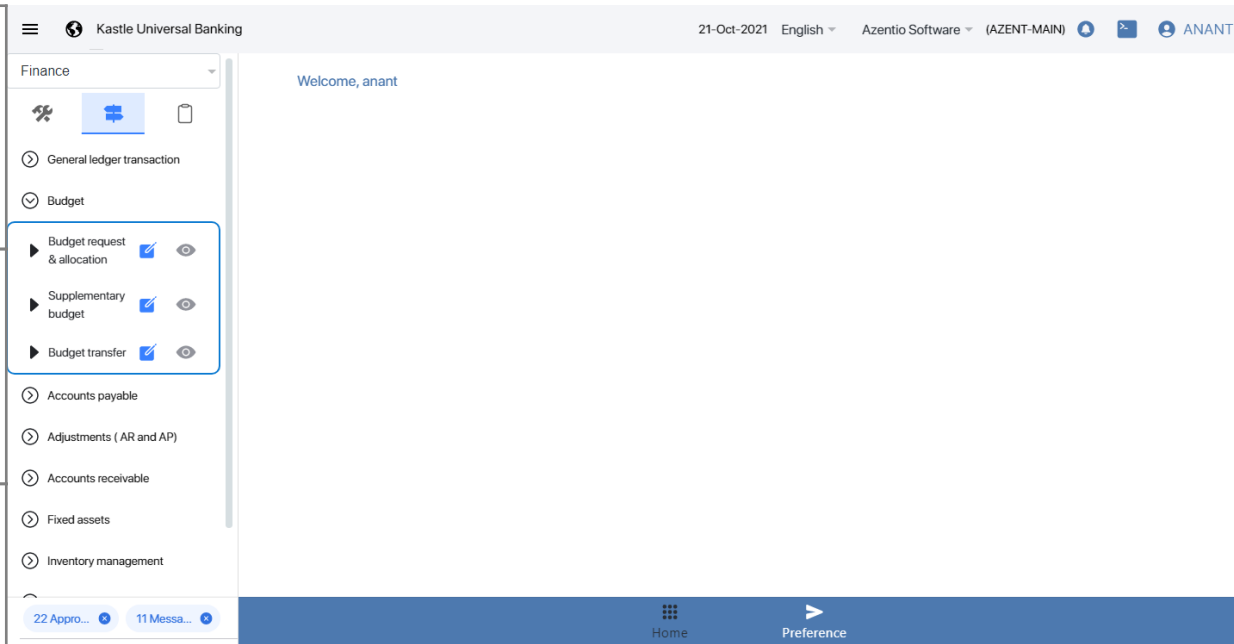 Kastle Universal Banking
21-Oct-2021 English Azentio Software (AZENT-MAIN) ANANT
Finance
Welcome, anant
General ledger transaction
Budget
Budget request
& allocation
Supplementary
budget
Budget transfer
Accounts payable
Adjustments ( AR and AP)
Accounts receivable
Fixed assets
Inventory management
22 Appro... 11 Messa...
Home Preference